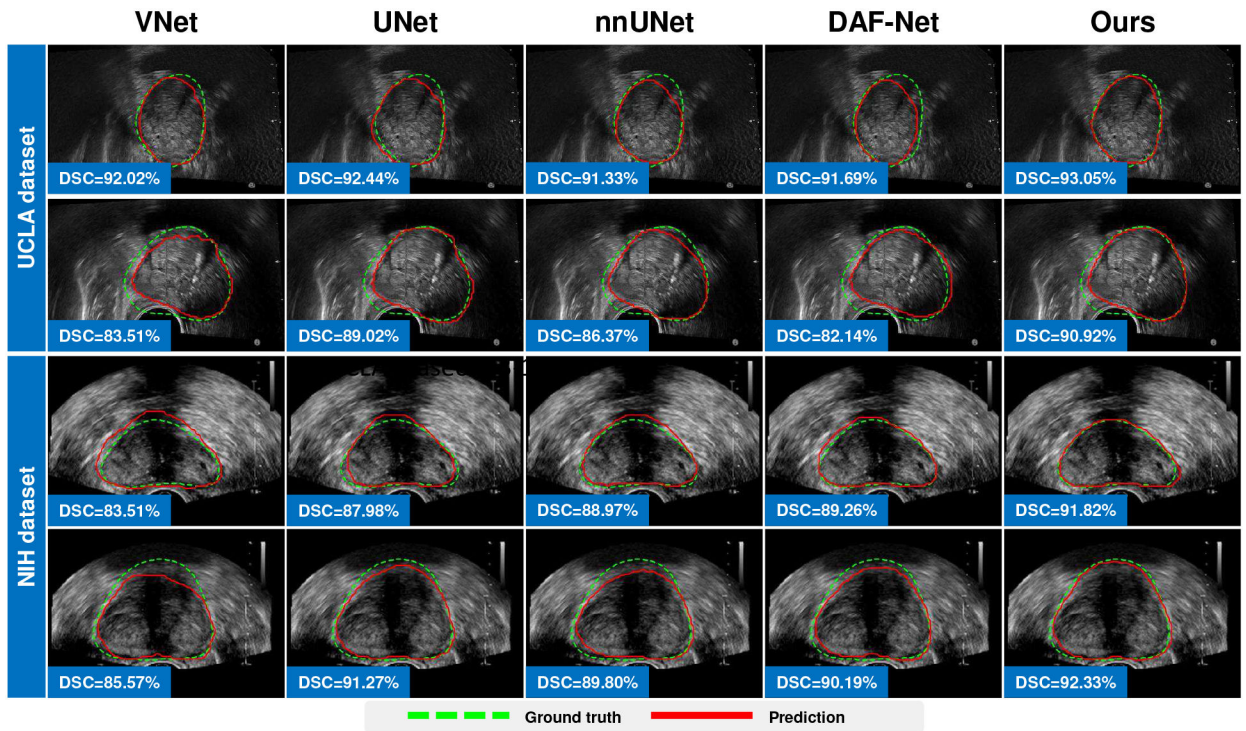 VNet UNet nnUNet DAF-Net Ours
UCLA dataset
DSC=92.02% DSC=92.44% DSC=91.33% DSC=91.69% DSC=93.05%
DSC=83.51% DSC=89.02% DSC=86.37% DSC=82.14% DSC=90.92%
NIH dataset
DSC=83.51% DSC=87.98% DSC=88.97% DSC=89.26% DSC=91.82%
DSC=85.57% DSC=91.27% DSC=89.80% DSC=90.19% DSC=92.33%
Ground truth Prediction